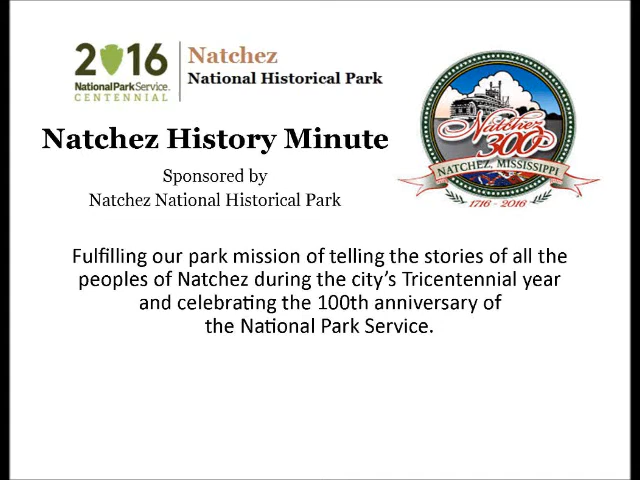 2016
National Park Service
CENTENNIAL
Natchez
National Historical Park
Natchez History Minute
Sponsored by
Natchez National Historical Park
Natchez
300
NATCHEZ, MISSISSIPPI
1716 - 2016
Fulfilling our park mission of telling the stories of all the
peoples of Natchez during the city's Tricentennial year
and celebrating the 100th anniversary of
the National Park Service.